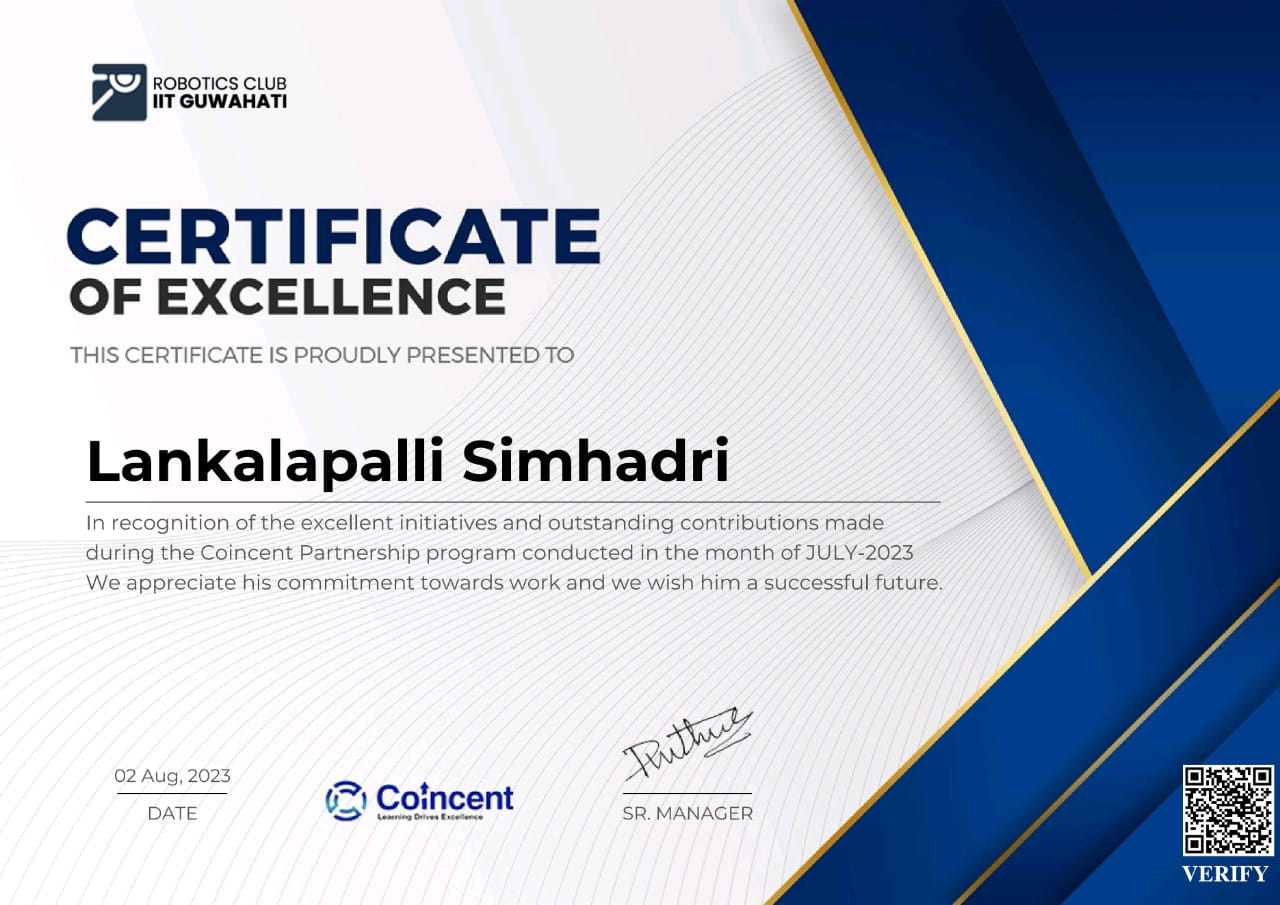 ROBOTICS CLUB
IIT GUWAHATI
CERTIFICATE
OF EXCELLENCE
THIS CERTIFICATE IS PROUDLY PRESENTED TO
Lankalapalli Simhadri
In recognition of the excellent initiatives and outstanding contributions made
during the Coincent Partnership program conducted in the month of JULY-2023
We appreciate his commitment towards work and we wish him a successful future.
02 Aug, 2023
DATE
Coincent
Learning Drives Excellence
SR. MANAGER
VERIFY